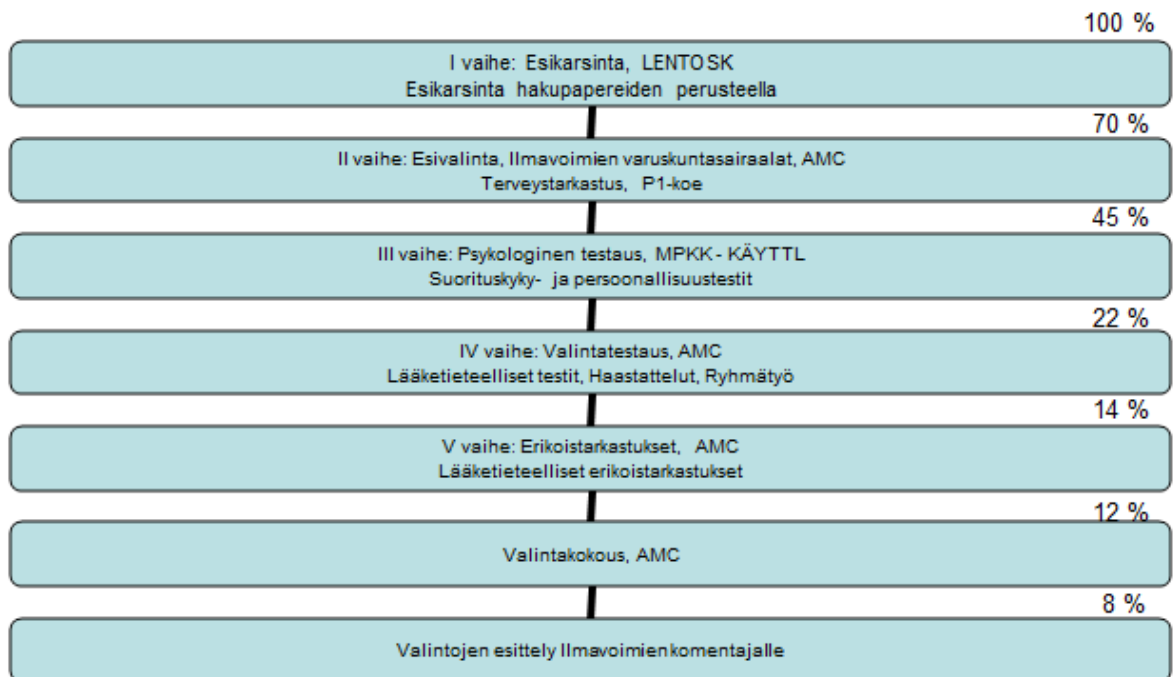 100 %
I vaihe: Esikarsinta, LENTOSK
Esikarsinta hakupapereiden perusteella
70 %
II vaihe: Esivalinta, Ilmavoimien varuskuntasairaalat, AMC
Terveystarkastus, P1-koe
45 %
III vaihe: Psykologinen testaus, MPKK - KÄYTTL
Suorituskyky- ja persoonallisuustestit
22 %
IV vaihe: Valintatestaus, AMC
Lääketieteelliset testit, Haastattelut, Ryhmätyö
14 %
V vaihe: Erikoistarkastukset, AMC
Lääketieteelliset erikoistarkastukset
12 %
Valintakokous, AMC
8 %
Valintojen esittely Ilmavoimien komentajalle